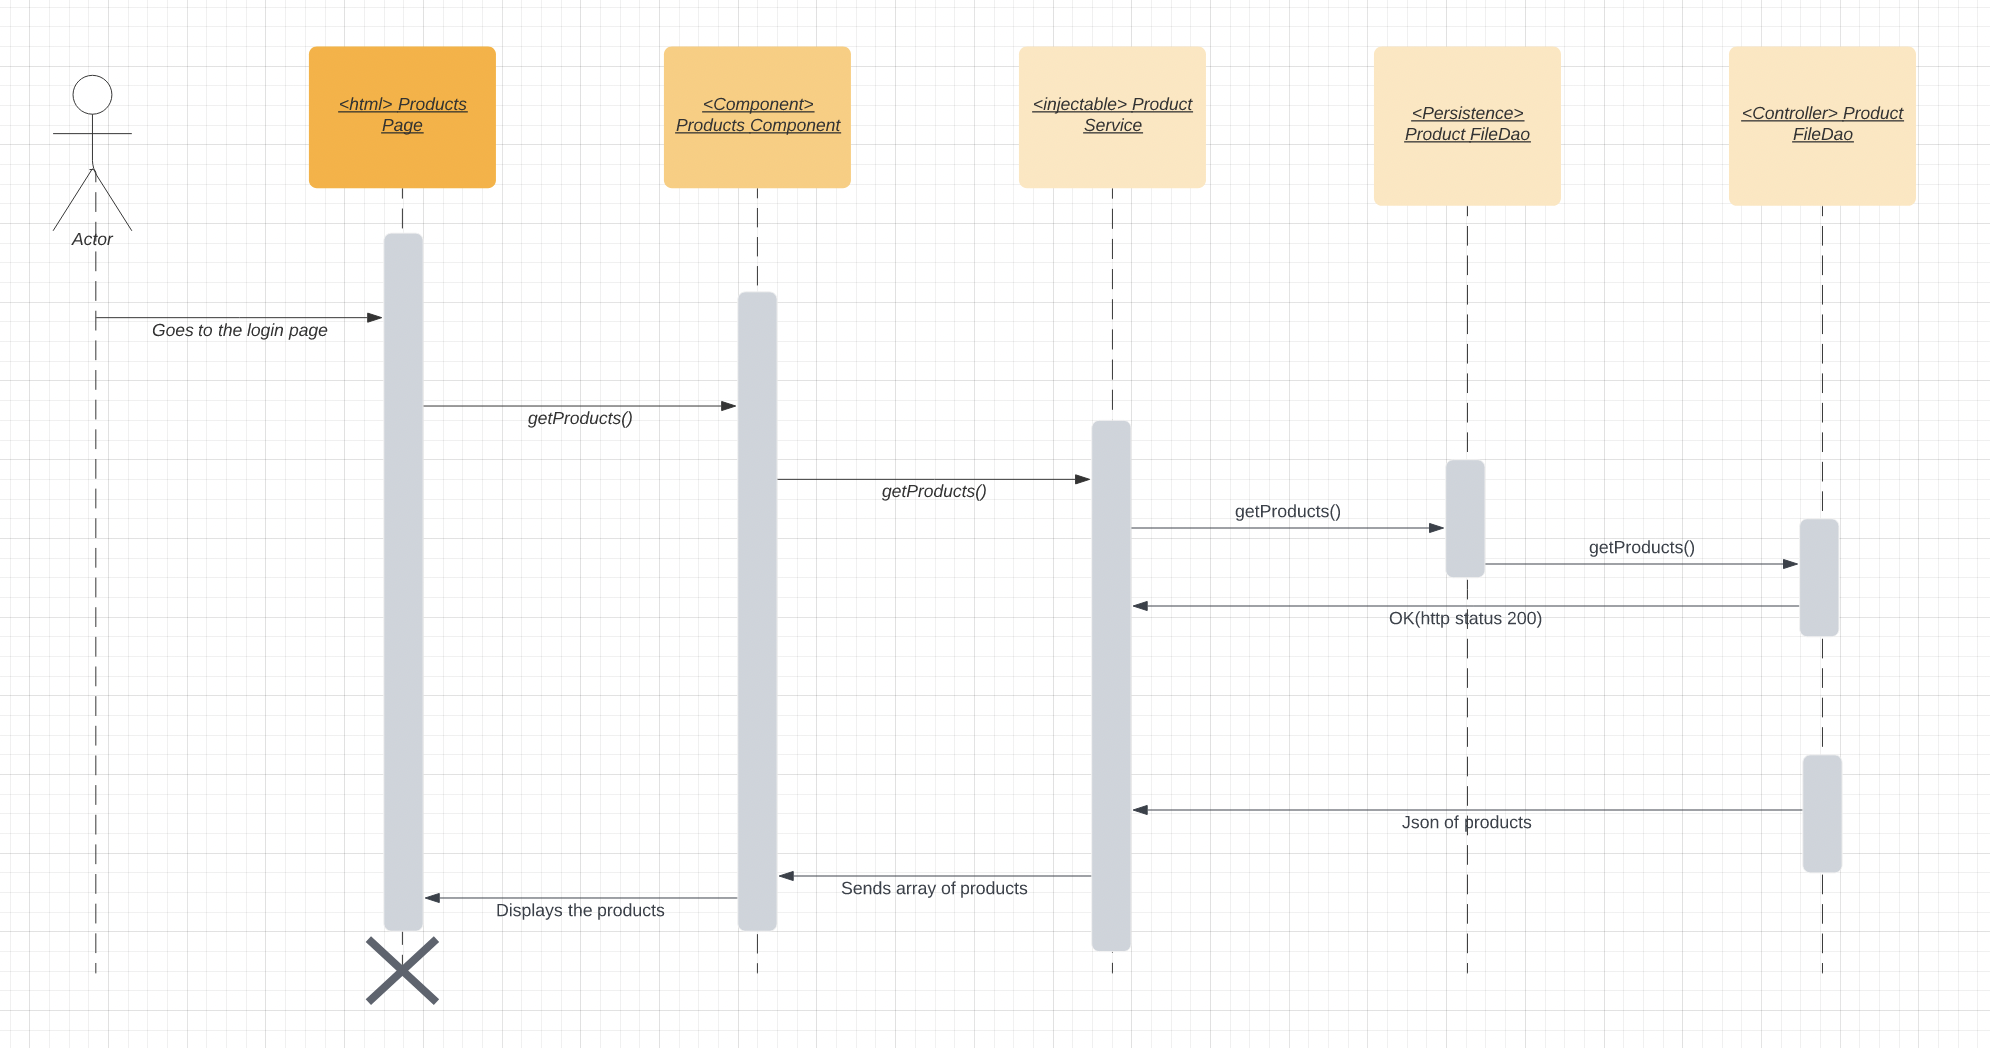 <html> Products
Page
<Component>
Products Component
<injectable> Product
Service
<Persistence>
Product FileDao
<Controller> Product
FileDao
Actor
Goes to the login page
getProducts()
getProducts()
getProducts()
getProducts()
OK(http status 200)
Json of products
Sends array of products
Displays the products